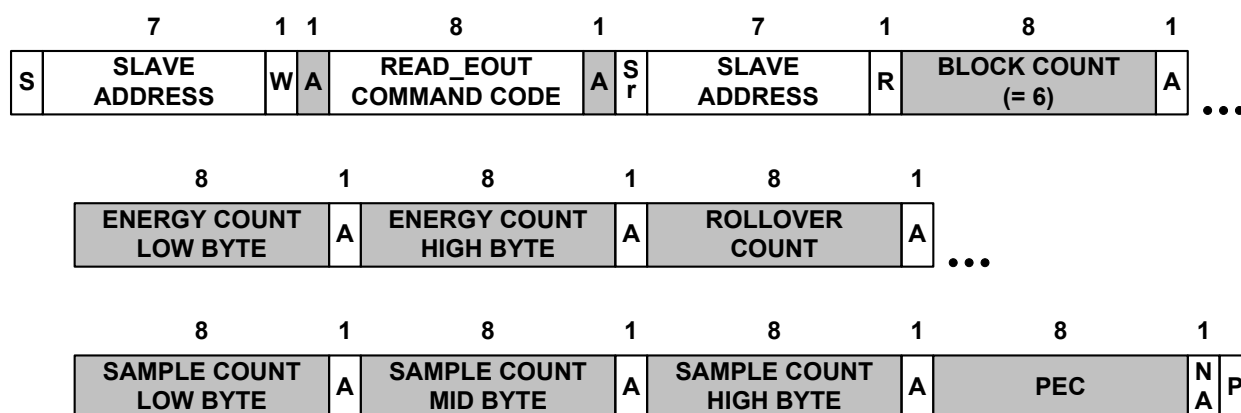 7 1 1 8 1 7 1 8 1
S SLAVE ADDRESS W A READ_EOUT COMMAND CODE A Sr SLAVE ADDRESS R BLOCK COUNT (= 6) A ...
8 1 8 1 8 1
ENERGY COUNT LOW BYTE A ENERGY COUNT HIGH BYTE A ROLLOVER COUNT A ...
8 1 8 1 8 1 8 1
SAMPLE COUNT LOW BYTE A SAMPLE COUNT MID BYTE A SAMPLE COUNT HIGH BYTE A PEC NA P